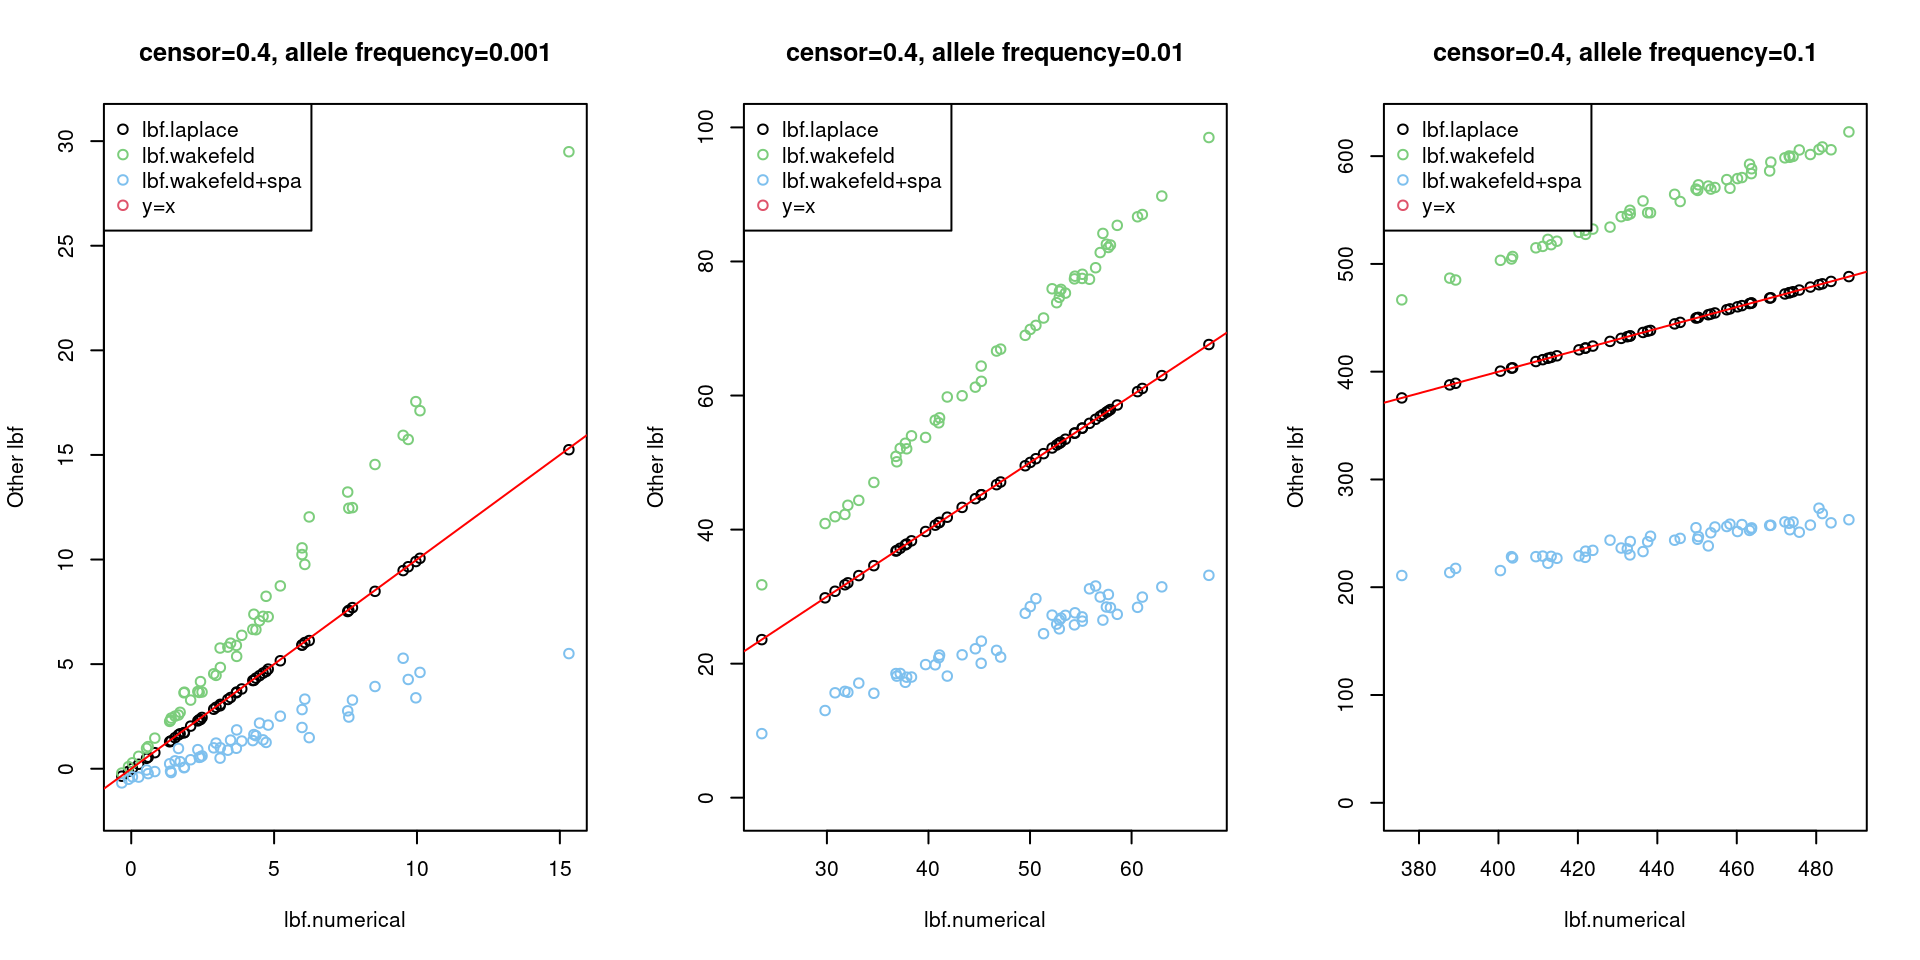 censor=0.4, allele frequency=0.001
lbf.laplace
lbf.wakefeld
lbf.wakefeld+spa
y=x
Other lbf
30
25
20
15
10
5
0
0 5 10 15
lbf.numerical
censor=0.4, allele frequency=0.01
lbf.laplace
lbf.wakefeld
lbf.wakefeld+spa
y=x
Other lbf
100
80
60
40
20
0
30 40 50 60
lbf.numerical
censor=0.4, allele frequency=0.1
lbf.laplace
lbf.wakefeld
lbf.wakefeld+spa
y=x
Other lbf
600
500
400
300
200
100
0
380 400 420 440 460 480
lbf.numerical